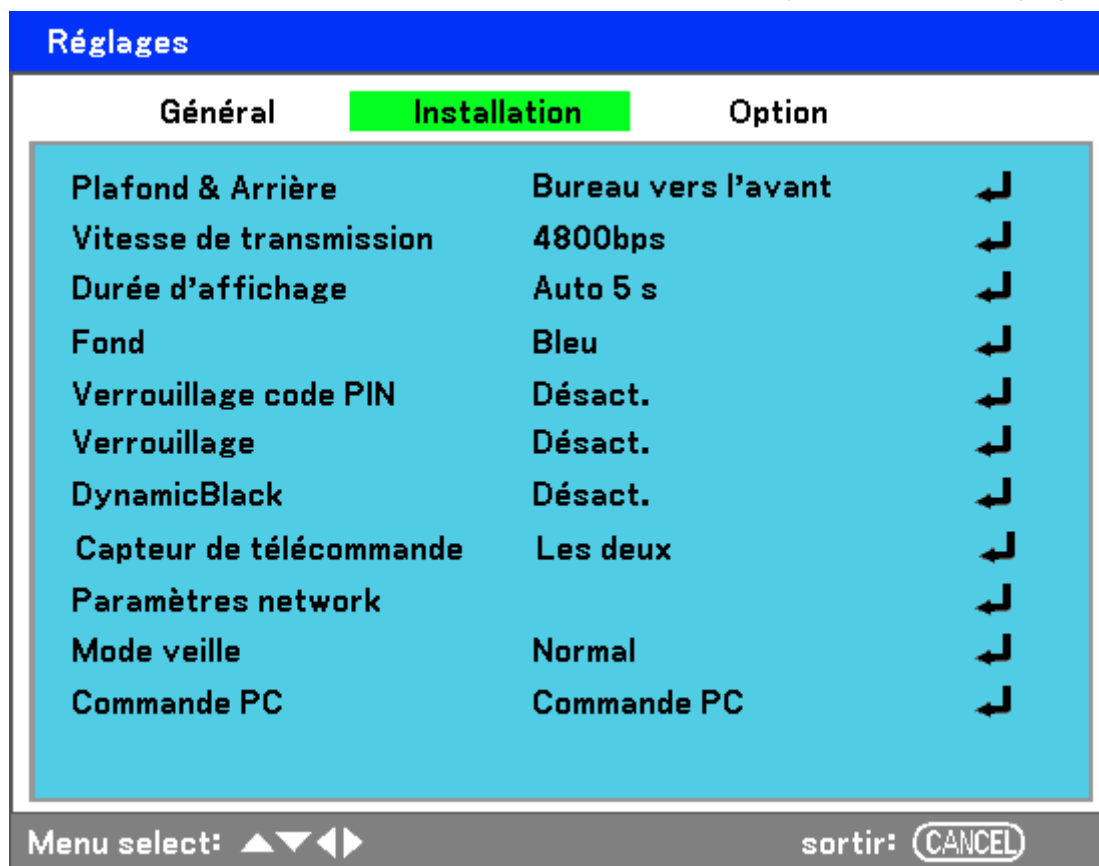 Réglages
Général Installation Option
Plafond & Arrière Bureau vers l'avant
Vitesse de transmission 4800bps
Durée d'affichage Auto 5 s
Fond Bleu
Verrouillage code PIN Désact.
Verrouillage Désact.
DynamicBlack Désact.
Capteur de télécommande Les deux
Paramètres network
Mode veille Normal
Commande PC Commande PC
Menu select: ▲▼◀▶ sortir: CANCEL